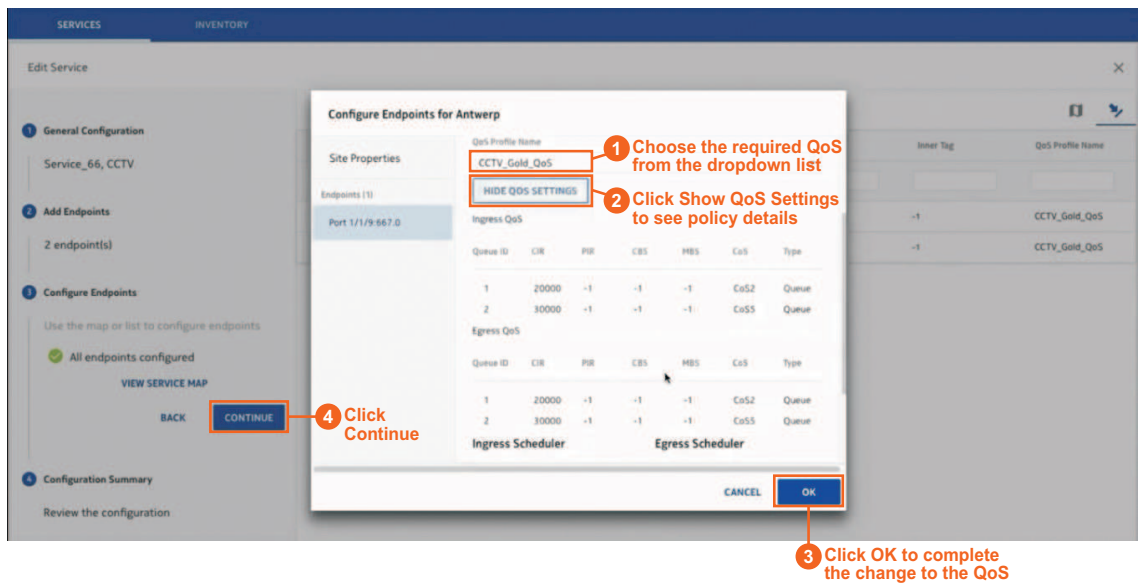 SERVICES INVENTORY
Edit Service
1 General Configuration
Service_66, CCTV
2 Add Endpoints
2 endpoint(s)
3 Configure Endpoints
Use the map or list to configure endpoints
All endpoints configured
VIEW SERVICE MAP
BACK CONTINUE
4 Configuration Summary
Review the configuration
Configure Endpoints for Antwerp
Site Properties
Endpoints (1)
Port 1/1/9:667.0
QoS Profile Name
CCTV_Gold_QoS
HIDE QOS SETTINGS
Ingress QoS
Queue ID CIR PIR CBS MBS CoS Type
1 20000 -1 -1 -1 CoS2 Queue
2 30000 -1 -1 -1 CoS5 Queue
Egress QoS
Queue ID CIR PIR CBS MBS CoS Type
1 20000 -1 -1 -1 CoS2 Queue
2 30000 -1 -1 -1 CoS5 Queue
Ingress Scheduler Egress Scheduler
CANCEL OK
Inner Tag QoS Profile Name
-1 CCTV_Gold_QoS
-1 CCTV_Gold_QoS
1 Choose the required QoS
from the dropdown list
2 Click Show QoS Settings
to see policy details
4 Click
Continue
3 Click OK to complete
the change to the QoS